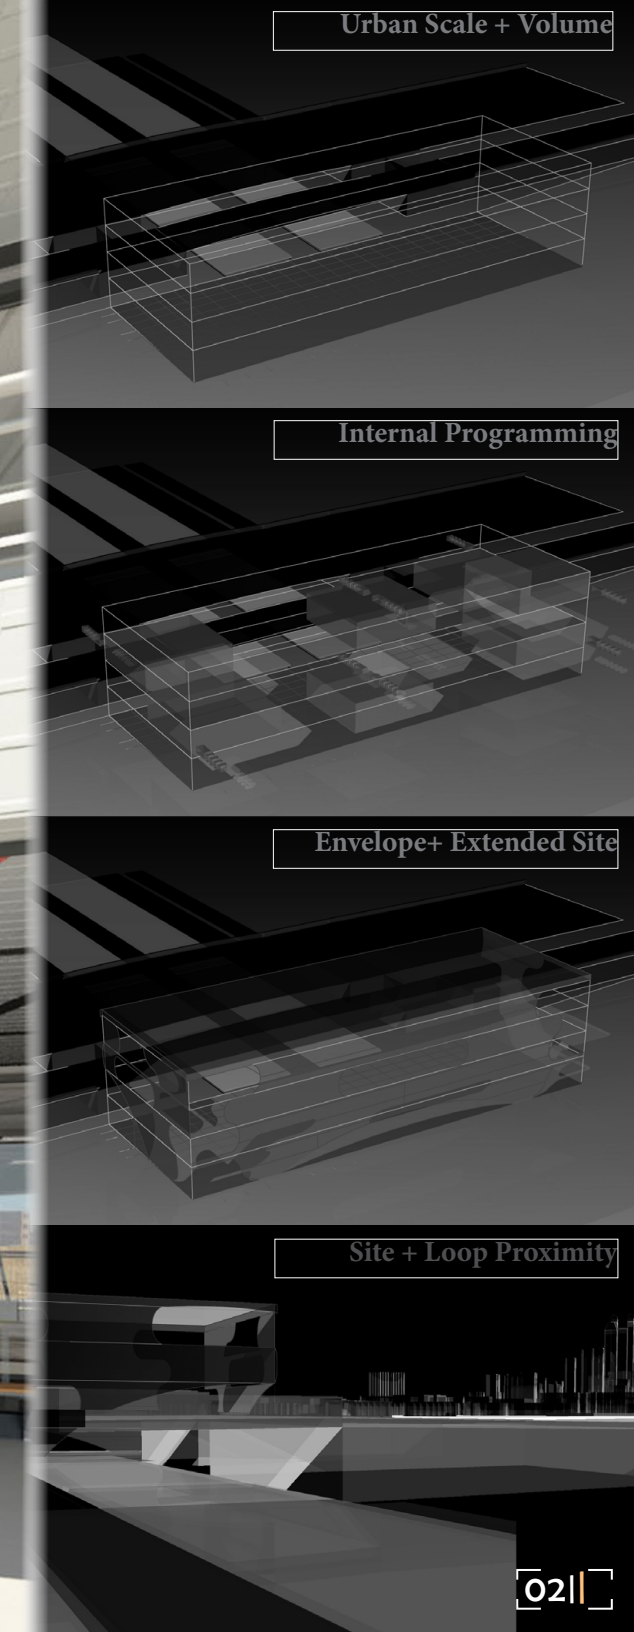 Urban Scale + Volume
Internal Programming
Envelope+ Extended Site
Site + Loop Proximity
02||